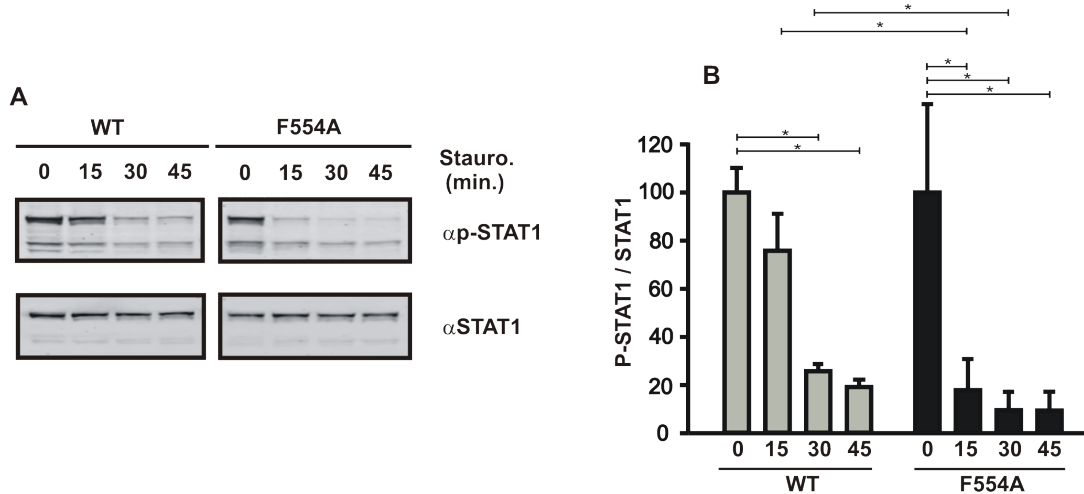 A
WT
F554A
0 15 30 45
0 15 30 45
Stauro.
(min.)
αp-STAT1
αSTAT1
B
*
*
*
*
*
*
*
P-STAT1 / STAT1
120
100
80
60
40
20
0
0 15 30 45
0 15 30 45
WT
F554A